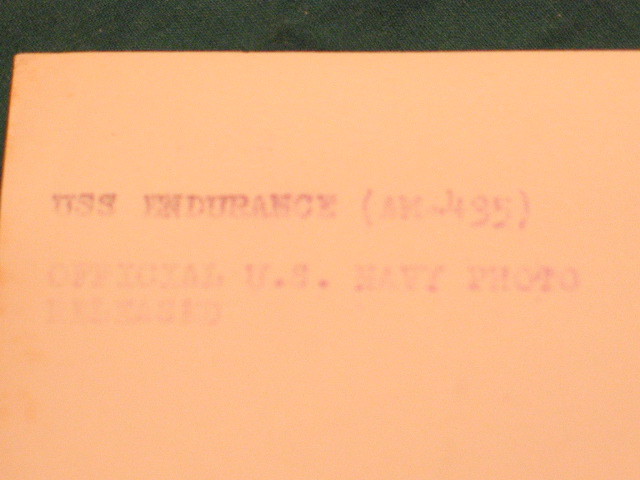 USS ENDURANCE (AM-435)
OFFICIAL U.S. NAVY PHOTO
RELEASED